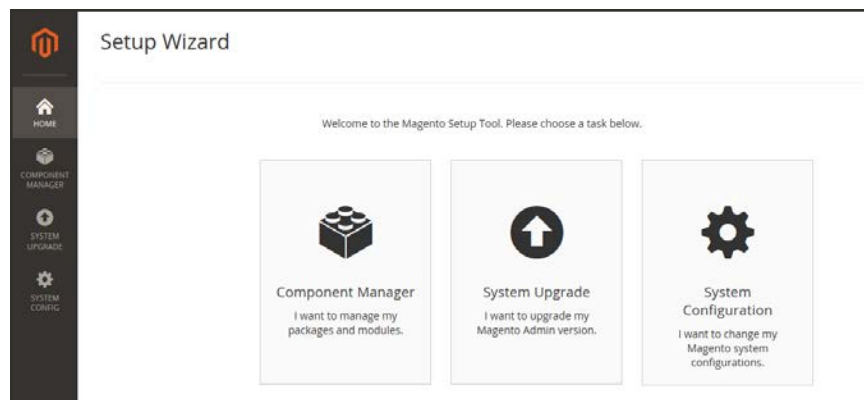 Setup Wizard
HOME
COMPONENT
MANAGER
SYSTEM
UPGRADE
SYSTEM
CONFIG
Welcome to the Magento Setup Tool. Please choose a task below.
Component Manager
I want to manage my
packages and modules.
System Upgrade
I want to upgrade my
Magento Admin version.
System
Configuration
I want to change my
Magento system
configurations.